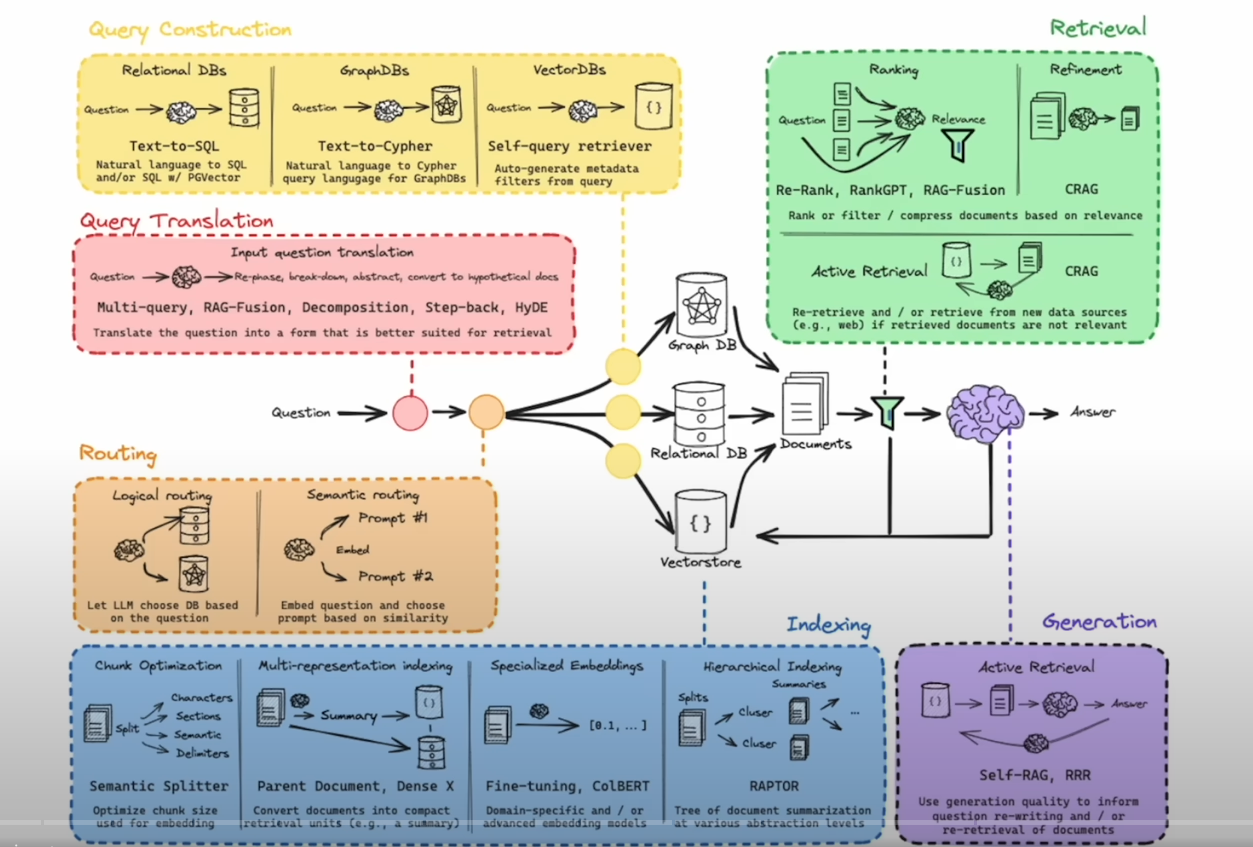 Query Construction
Relational DBs
Question
Text-to-SQL
Natural language to SQL
and/or SQL w/ PGVector
GraphDBs
Question
Text-to-Cypher
Natural language to Cypher
query langugage for GraphDBs
VectorDBs
Question
{ }
Self-query retriever
Auto-generate metadata
filters from query
Retrieval
Ranking
Question
Relevance
Re-Rank, RankGPT, RAG-Fusion
Refinement
CRAG
Rank or filter / compress documents based on relevance
Active Retrieval
{ }
CRAG
Re-retrieve and / or retrieve from new data sources
(e.g., web) if retrieved documents are not relevant
Query Translation
Input question translation
Question
Re-phase, break-down, abstract, convert to hypothetical docs
Multi-query, RAG-Fusion, Decomposition, Step-back, HyDE
Translate the question into a form that is better suited for retrieval
Question
Graph DB
Relational DB
{ }
Vectorstore
Documents
Answer
Routing
Logical routing
Let LLM choose DB based
on the question
Semantic routing
Prompt #1
Embed
Prompt #2
Embed question and choose
prompt based on similarity
Indexing
Chunk Optimization
Split
Characters
Sections
Semantic
Delimiters
Semantic Splitter
Optimize chunk size
used for embedding
Multi-representation indexing
Summary
{ }
Parent Document, Dense X
Convert documents into compact
retrieval units (e.g., a summary)
Specialized Embeddings
[0.1, ...]
Fine-tuning, ColBERT
Domain-specific and / or
advanced embedding models
Hierarchical Indexing
Splits
Summaries
Cluser
Cluser
...
RAPTOR
Tree of document summarization
at various abstraction levels
Generation
Active Retrieval
{ }
Answer
Self-RAG, RRR
Use generation quality to inform
question re-writing and / or
re-retrieval of documents